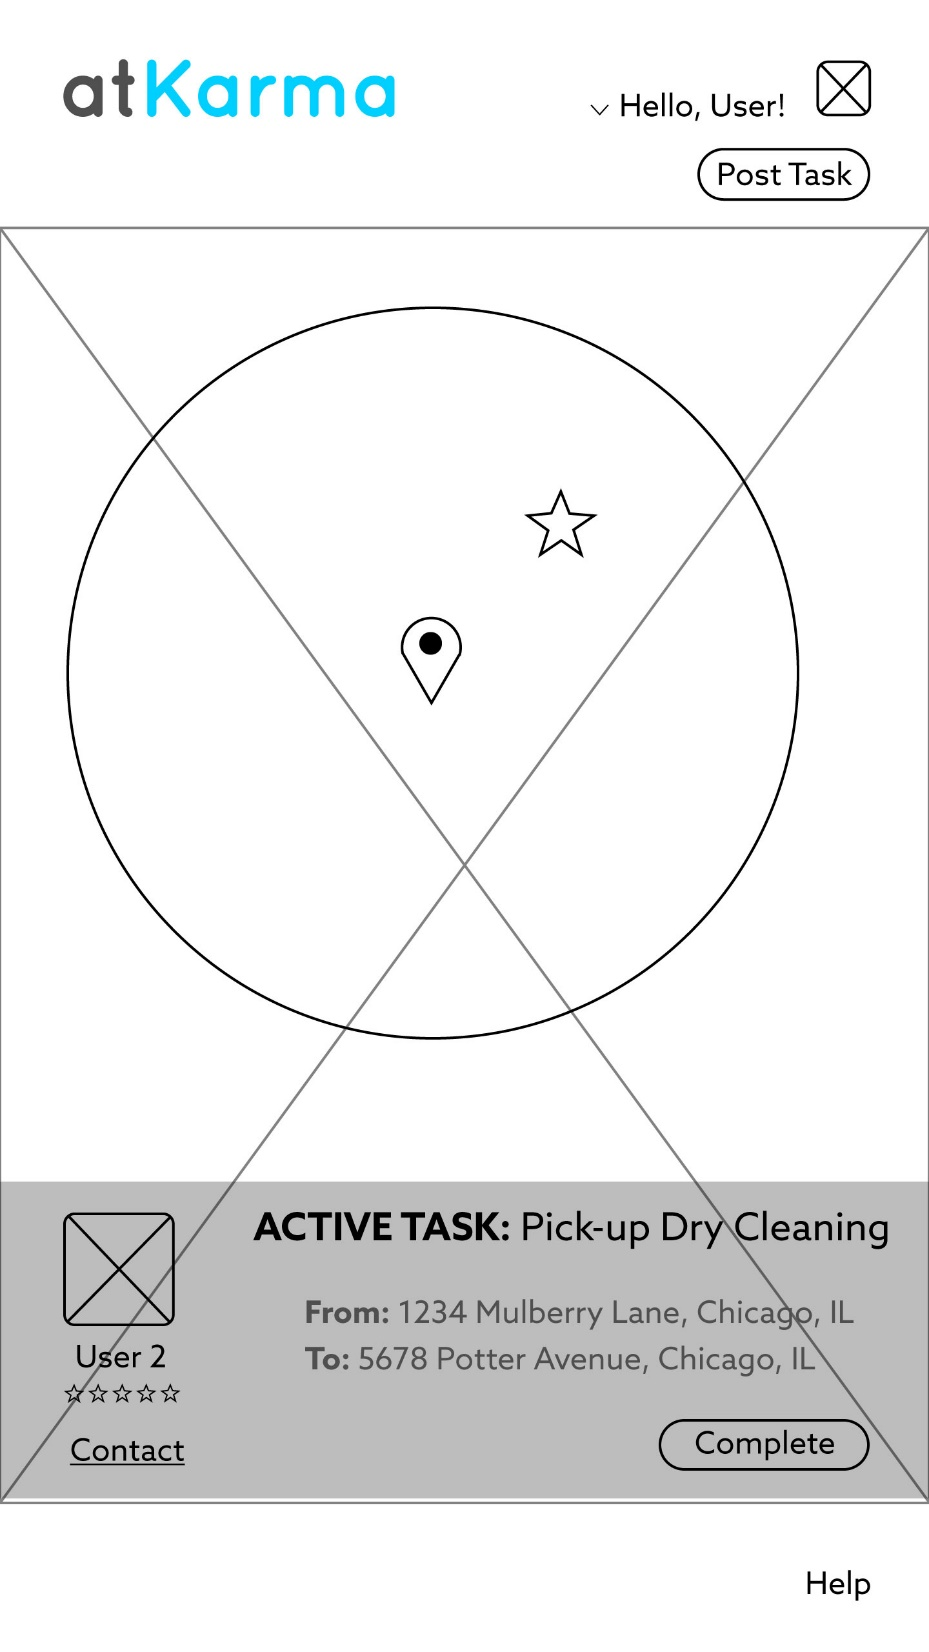 atKarma
Hello, User!
Post Task
ACTIVE TASK: Pick-up Dry Cleaning
From: 1234 Mulberry Lane, Chicago, IL
To: 5678 Potter Avenue, Chicago, IL
User 2
Contact
Complete
Help